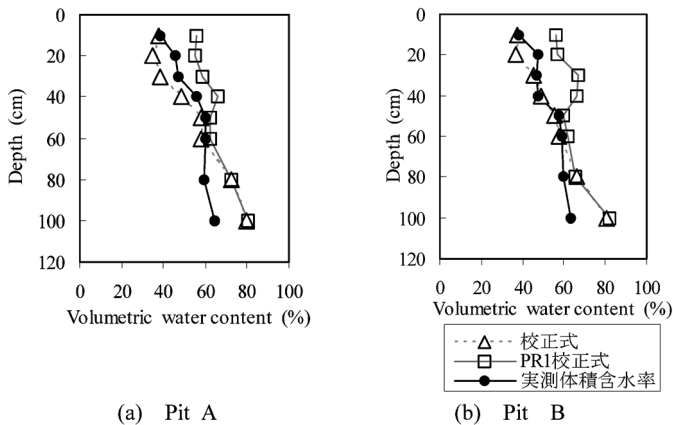 0 20 40 60 80 100
Volumetric water content (%)
Depth (cm)
0
20
40
60
80
100
120
(a) Pit A
0 20 40 60 80 100
Volumetric water content (%)
Depth (cm)
0
20
40
60
80
100
120
校正式
PR1校正式
実測体積含水率
(b) Pit B